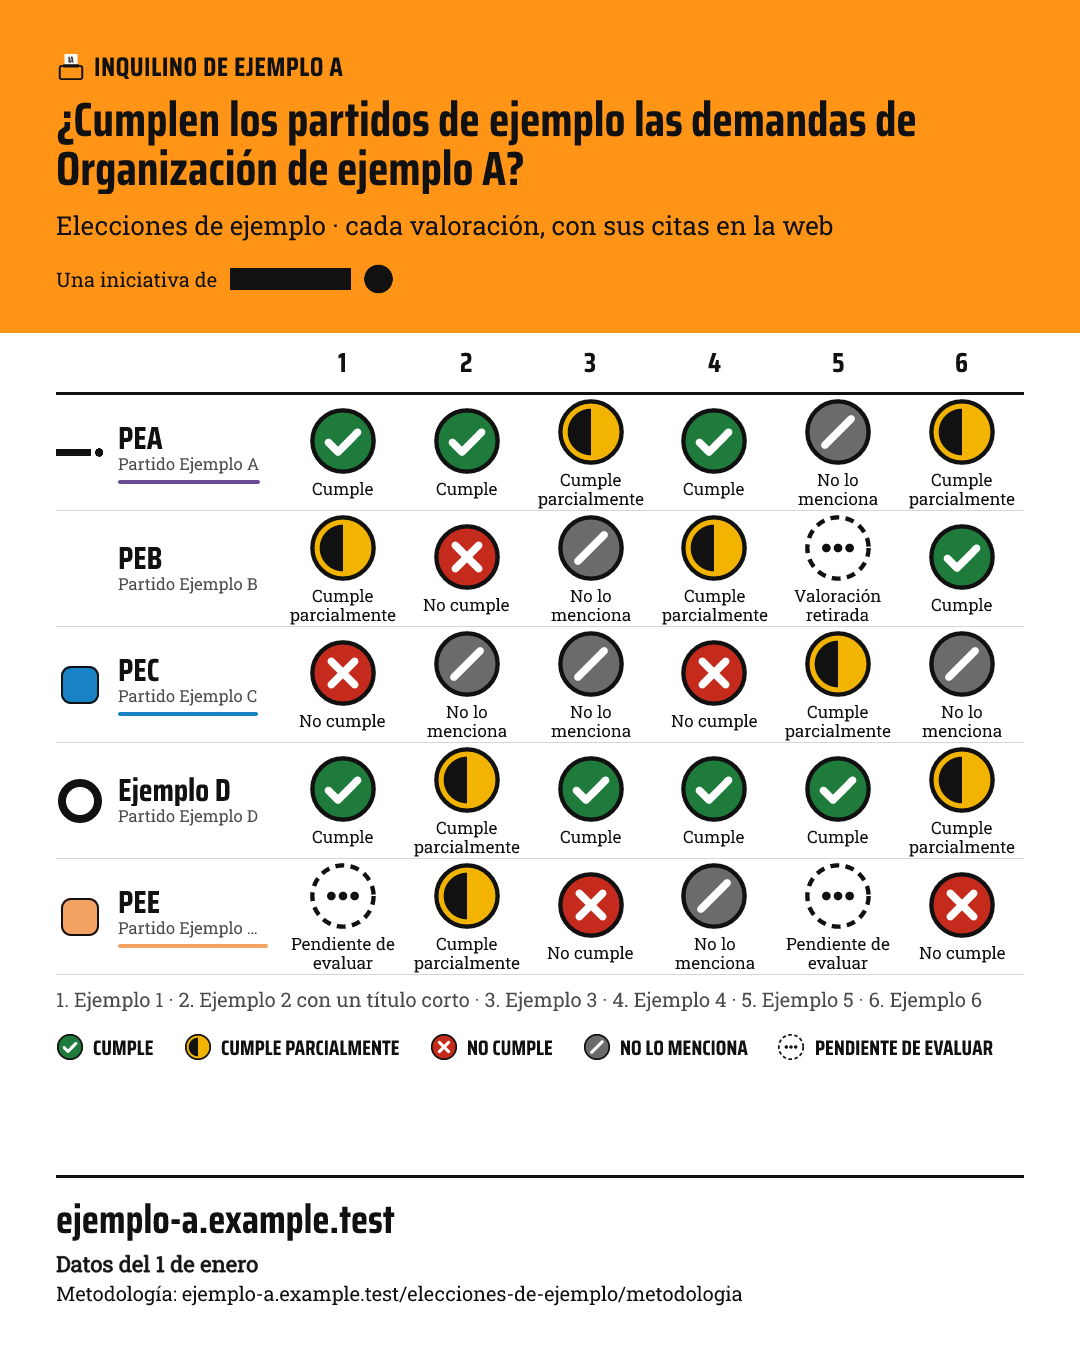 INQUILINO DE EJEMPLO A
¿Cumplen los partidos de ejemplo las demandas de
Organización de ejemplo A?
Elecciones de ejemplo · cada valoración, con sus citas en la web
Una iniciativa de
1 2 3 4 5 6
PEA
Partido Ejemplo A
Cumple
Cumple
Cumple
parcialmente
Cumple
No lo
menciona
Cumple
parcialmente
PEB
Partido Ejemplo B
Cumple
parcialmente
No cumple
No lo
menciona
Cumple
parcialmente
Valoración
retirada
Cumple
PEC
Partido Ejemplo C
No cumple
No lo
menciona
No lo
menciona
No cumple
Cumple
parcialmente
No lo
menciona
Ejemplo D
Partido Ejemplo D
Cumple
Cumple
parcialmente
Cumple
Cumple
Cumple
Cumple
parcialmente
PEE
Partido Ejemplo ...
Pendiente de
evaluar
Cumple
parcialmente
No cumple
No lo
menciona
Pendiente de
evaluar
No cumple
1. Ejemplo 1 · 2. Ejemplo 2 con un título corto · 3. Ejemplo 3 · 4. Ejemplo 4 · 5. Ejemplo 5 · 6. Ejemplo 6
CUMPLE CUMPLE PARCIALMENTE NO CUMPLE NO LO MENCIONA PENDIENTE DE EVALUAR
ejemplo-a.example.test
Datos del 1 de enero
Metodología: ejemplo-a.example.test/elecciones-de-ejemplo/metodologia